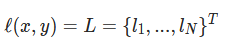 ℓ(x, y) = L = {l₁, ..., l_N}ᵀ